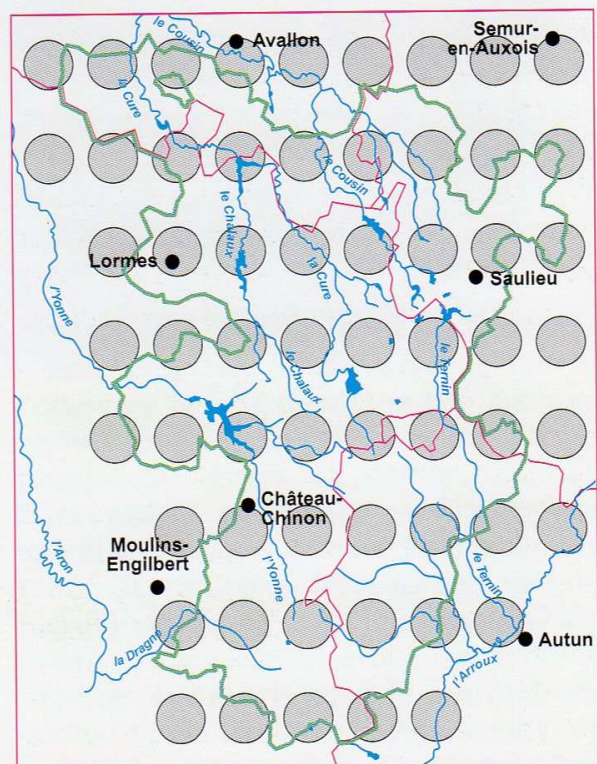 le Cousin
Avallon
Semur-
en-Auxois
la Cure
le Cousin
le Chalaux
Lormes
la Cure
Saulieu
l'Yonne
le Chalaux
le Ternin
Château-
Chinon
Moulins-
Engilbert
l'Aron
l'Yonne
le Ternin
Autun
la Dragne
l'Arroux